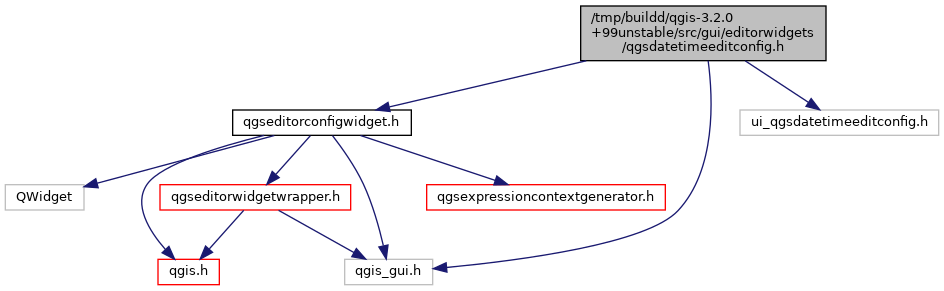 /tmp/buildd/qgis-3.2.0
+99unstable/src/gui/editorwidgets
/qgsdatetimeeditconfig.h
qgseditorconfigwidget.h
ui_qgsdatetimeeditconfig.h
QWidget
qgseditorwidgetwrapper.h
qgsexpressioncontextgenerator.h
qgis.h
qgis_gui.h